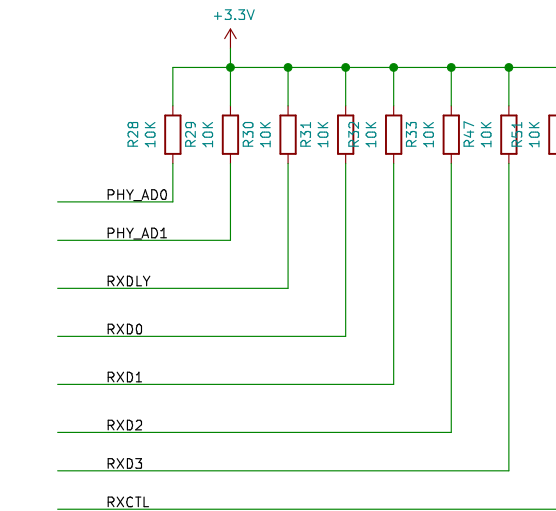 +3.3V
R28 10K
R29 10K
R30 10K
R31 10K
R32 10K
R33 10K
R47 10K
R51 10K
PHY_AD0
PHY_AD1
RXDLY
RXD0
RXD1
RXD2
RXD3
RXCTL